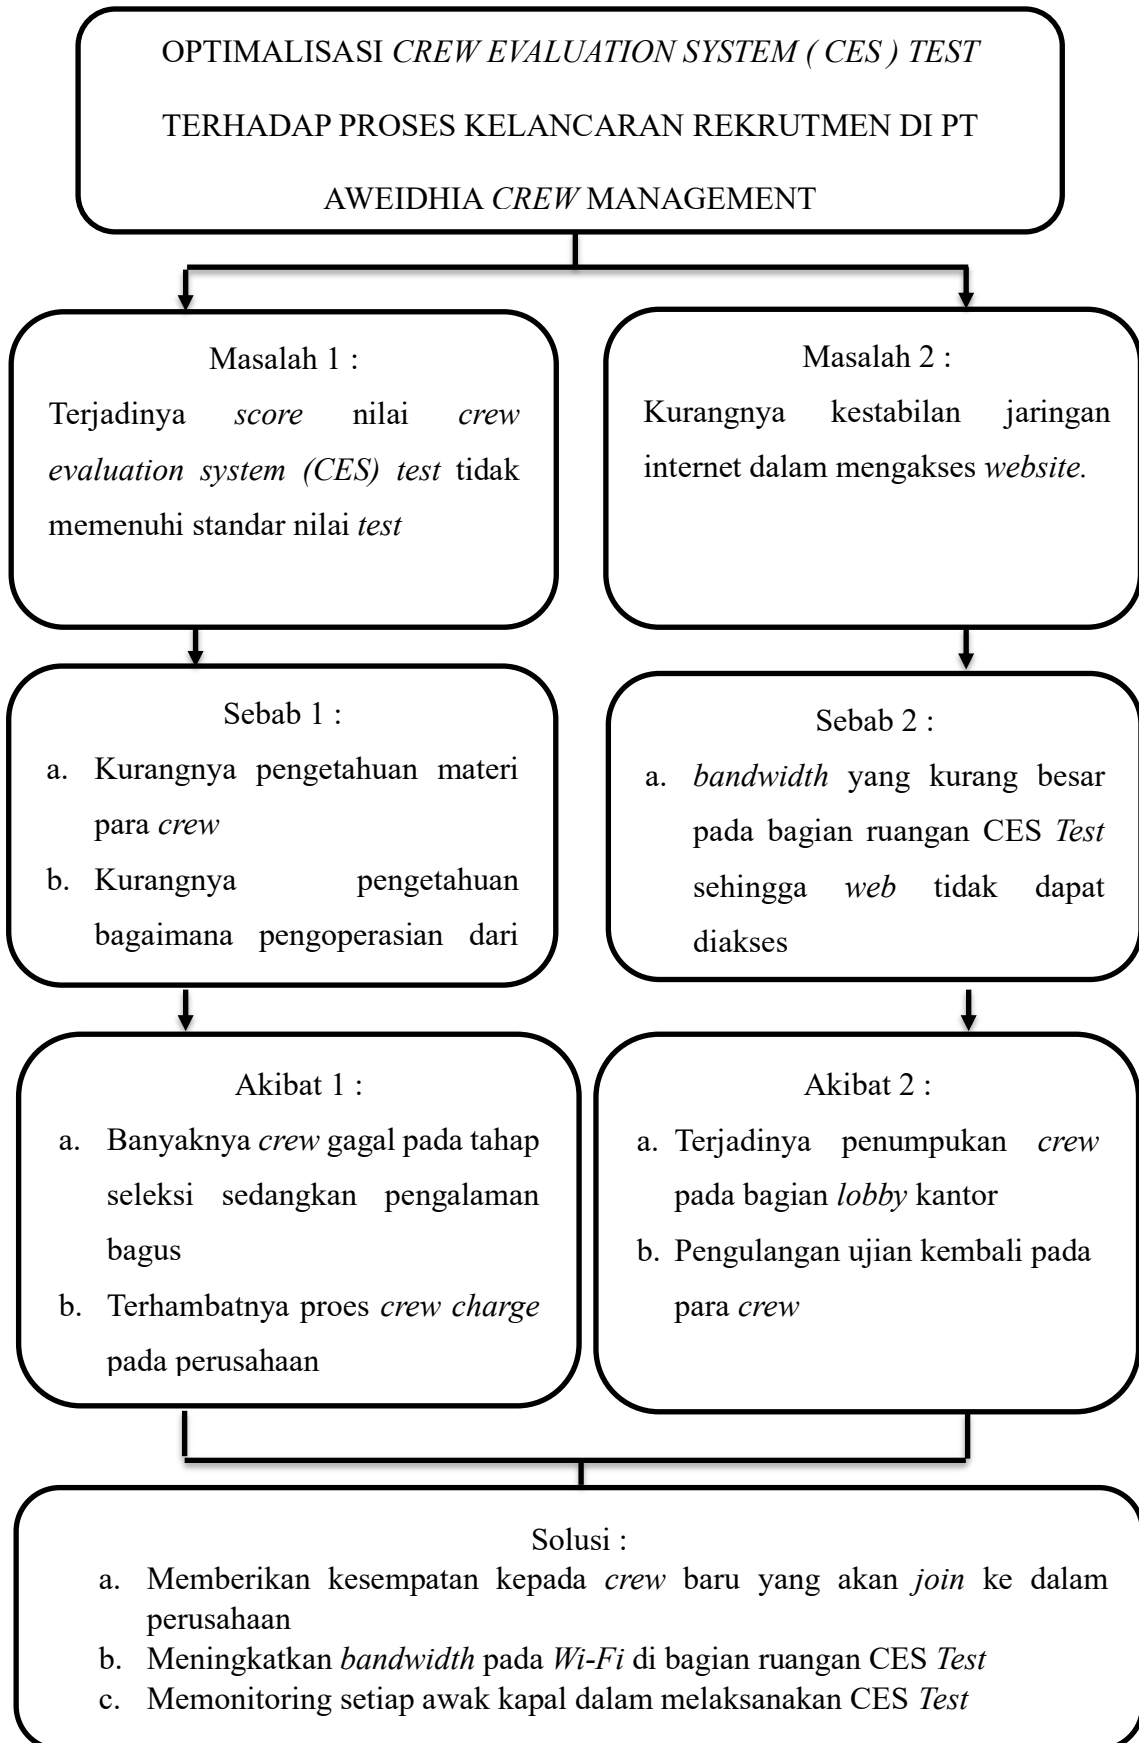 OPTIMALISASI CREW EVALUATION SYSTEM ( CES ) TEST
TERHADAP PROSES KELANCARAN REKRUTMEN DI PT
AWEIDHIA CREW MANAGEMENT
Masalah 1 :
Terjadinya score nilai crew
evaluation system (CES) test tidak
memenuhi standar nilai test
Masalah 2 :
Kurangnya kestabilan jaringan
internet dalam mengakses website.
Sebab 1 :
a. Kurangnya pengetahuan materi
para crew
b. Kurangnya pengetahuan
bagaimana pengoperasian dari
Sebab 2 :
a. bandwidth yang kurang besar
pada bagian ruangan CES Test
sehingga web tidak dapat
diakses
Akibat 1 :
a. Banyaknya crew gagal pada tahap
seleksi sedangkan pengalaman
bagus
b. Terhambatnya proes crew charge
pada perusahaan
Akibat 2 :
a. Terjadinya penumpukan crew
pada bagian lobby kantor
b. Pengulangan ujian kembali pada
para crew
Solusi :
a. Memberikan kesempatan kepada crew baru yang akan join ke dalam
perusahaan
b. Meningkatkan bandwidth pada Wi-Fi di bagian ruangan CES Test
c. Memonitoring setiap awak kapal dalam melaksanakan CES Test